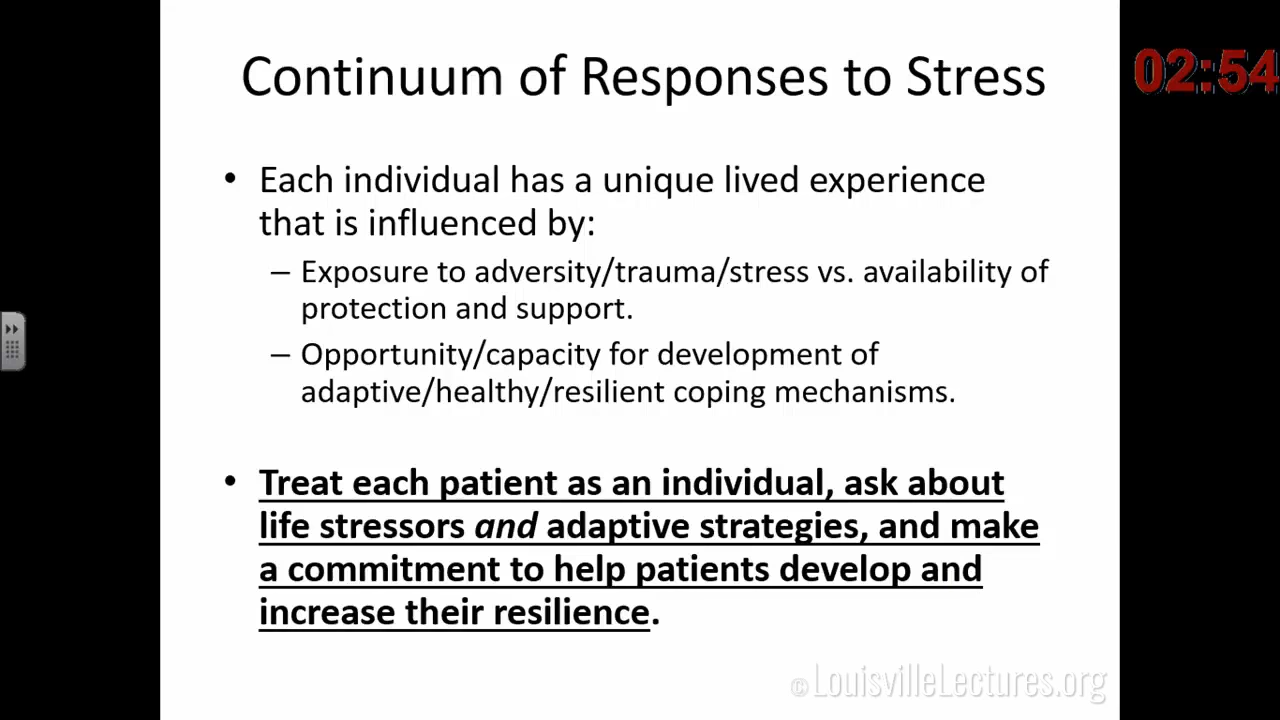 Continuum of Responses to Stress
02:54
• Each individual has a unique lived experience
that is influenced by:
– Exposure to adversity/trauma/stress vs. availability of
protection and support.
– Opportunity/capacity for development of
adaptive/healthy/resilient coping mechanisms.
• Treat each patient as an individual, ask about
life stressors and adaptive strategies, and make
a commitment to help patients develop and
increase their resilience.
©LouisvilleLectures.org